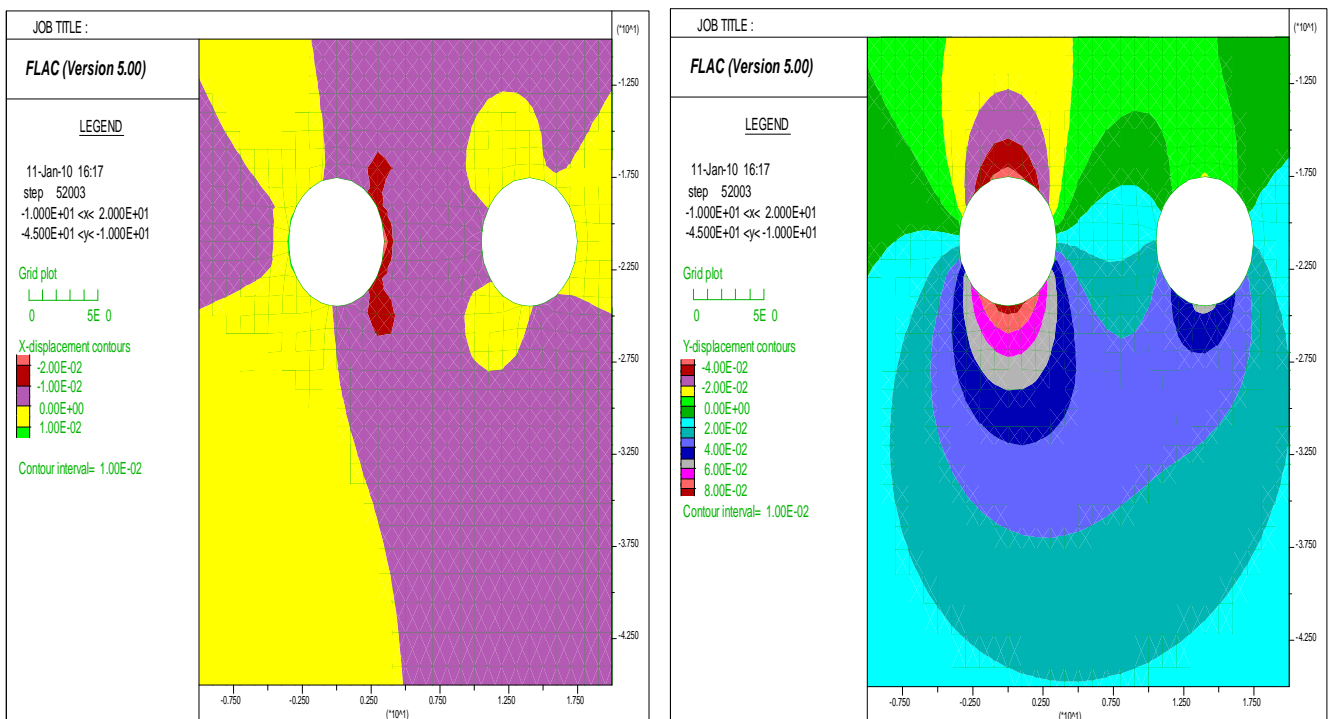 JOB TITLE :
FLAC (Version 5.00)
LEGEND
11-Jan-10 16:17
step 52003
-1.000E+01 <x< 2.000E+01
-4.500E+01 <y< -1.000E+01
Grid plot
0 5E 0
X-displacement contours
-2.00E-02
-1.00E-02
0.00E+00
1.00E-02
Contour interval= 1.00E-02
(*10^1)
-1.250
-1.750
-2.250
-2.750
-3.250
-3.750
-4.250
-0.750 -0.250 0.250 0.750 1.250 1.750
(*10^1)
JOB TITLE :
FLAC (Version 5.00)
LEGEND
11-Jan-10 16:17
step 52003
-1.000E+01 <x< 2.000E+01
-4.500E+01 <y< -1.000E+01
Grid plot
0 5E 0
Y-displacement contours
-4.00E-02
-2.00E-02
0.00E+00
2.00E-02
4.00E-02
6.00E-02
8.00E-02
Contour interval= 1.00E-02
(*10^1)
-1.250
-1.750
-2.250
-2.750
-3.250
-3.750
-4.250
-0.750 -0.250 0.250 0.750 1.250 1.750
(*10^1)